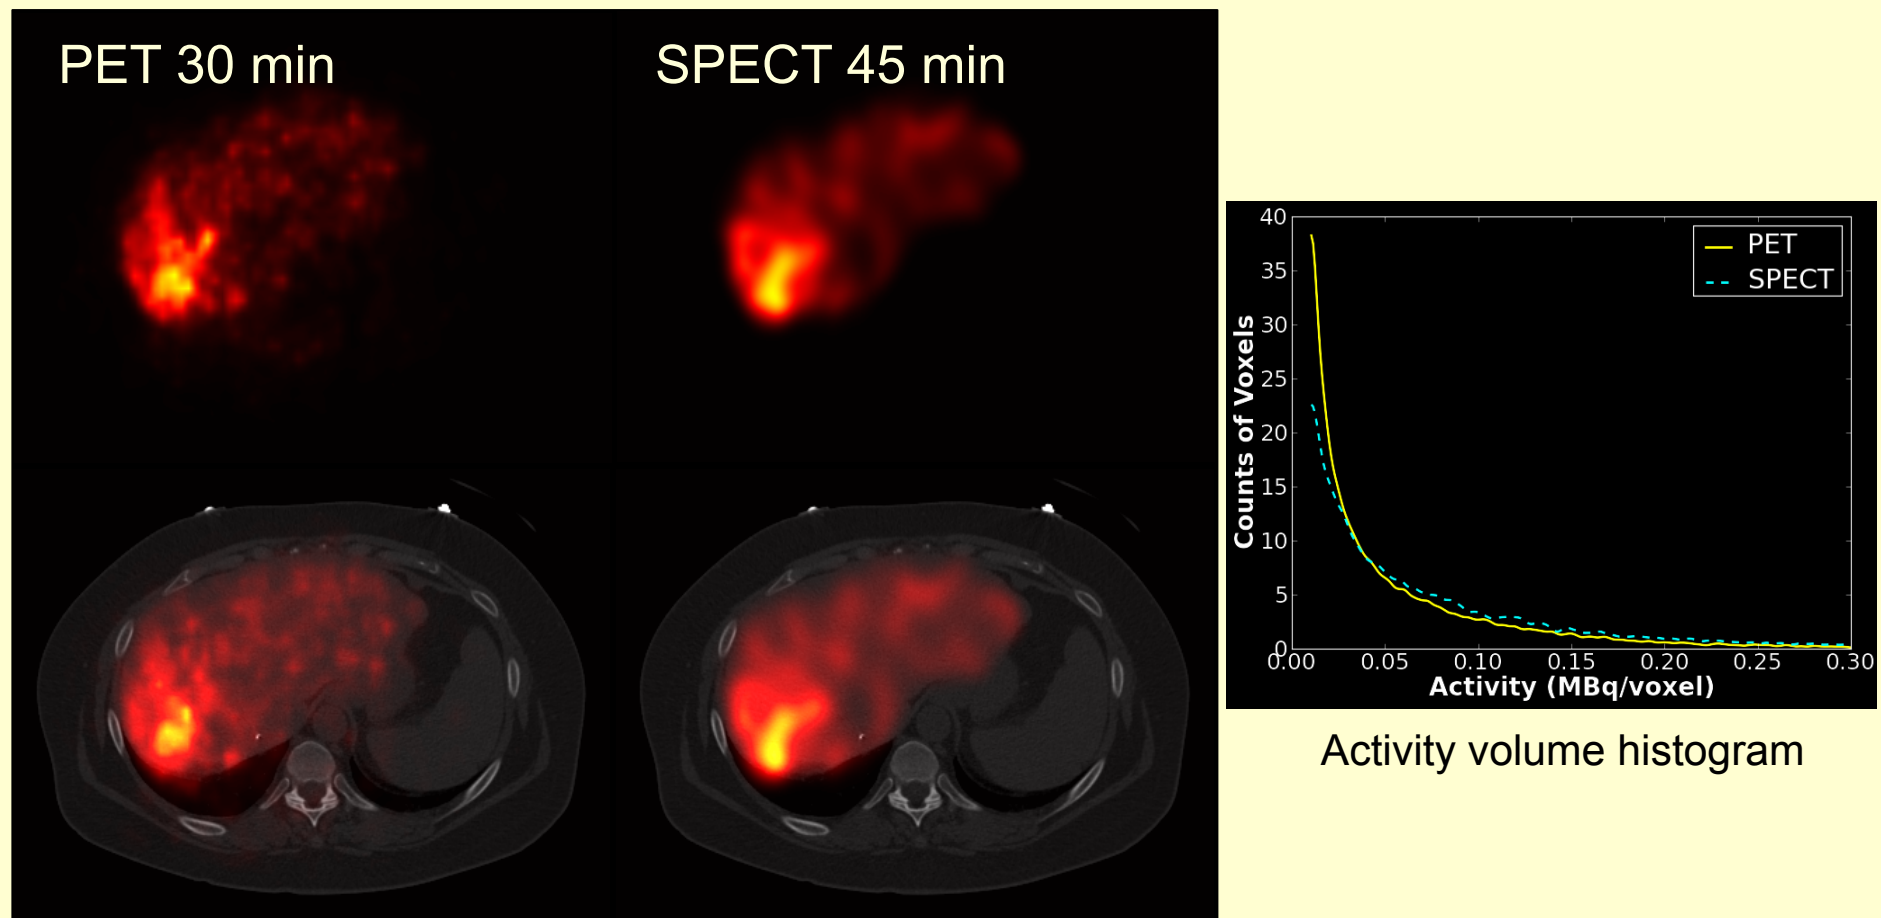 PET 30 min
SPECT 45 min
40
35
30
25
20
15
10
5
0
0.00 0.05 0.10 0.15 0.20 0.25 0.30
Counts of Voxels
Activity (MBq/voxel)
PET
SPECT
Activity volume histogram